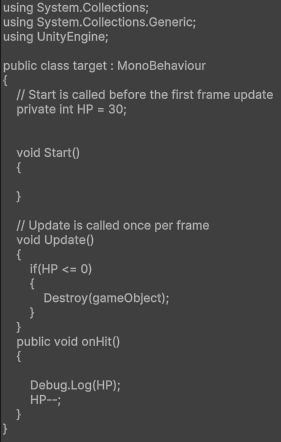 using System.Collections;
using System.Collections.Generic;
using UnityEngine;
public class target : MonoBehaviour
{
// Start is called before the first frame update
private int HP = 30;
void Start()
{
}
// Update is called once per frame
void Update()
{
if(HP <= 0)
{
Destroy(gameObject);
}
}
public void onHit()
{
Debug.Log(HP);
HP--;
}
}